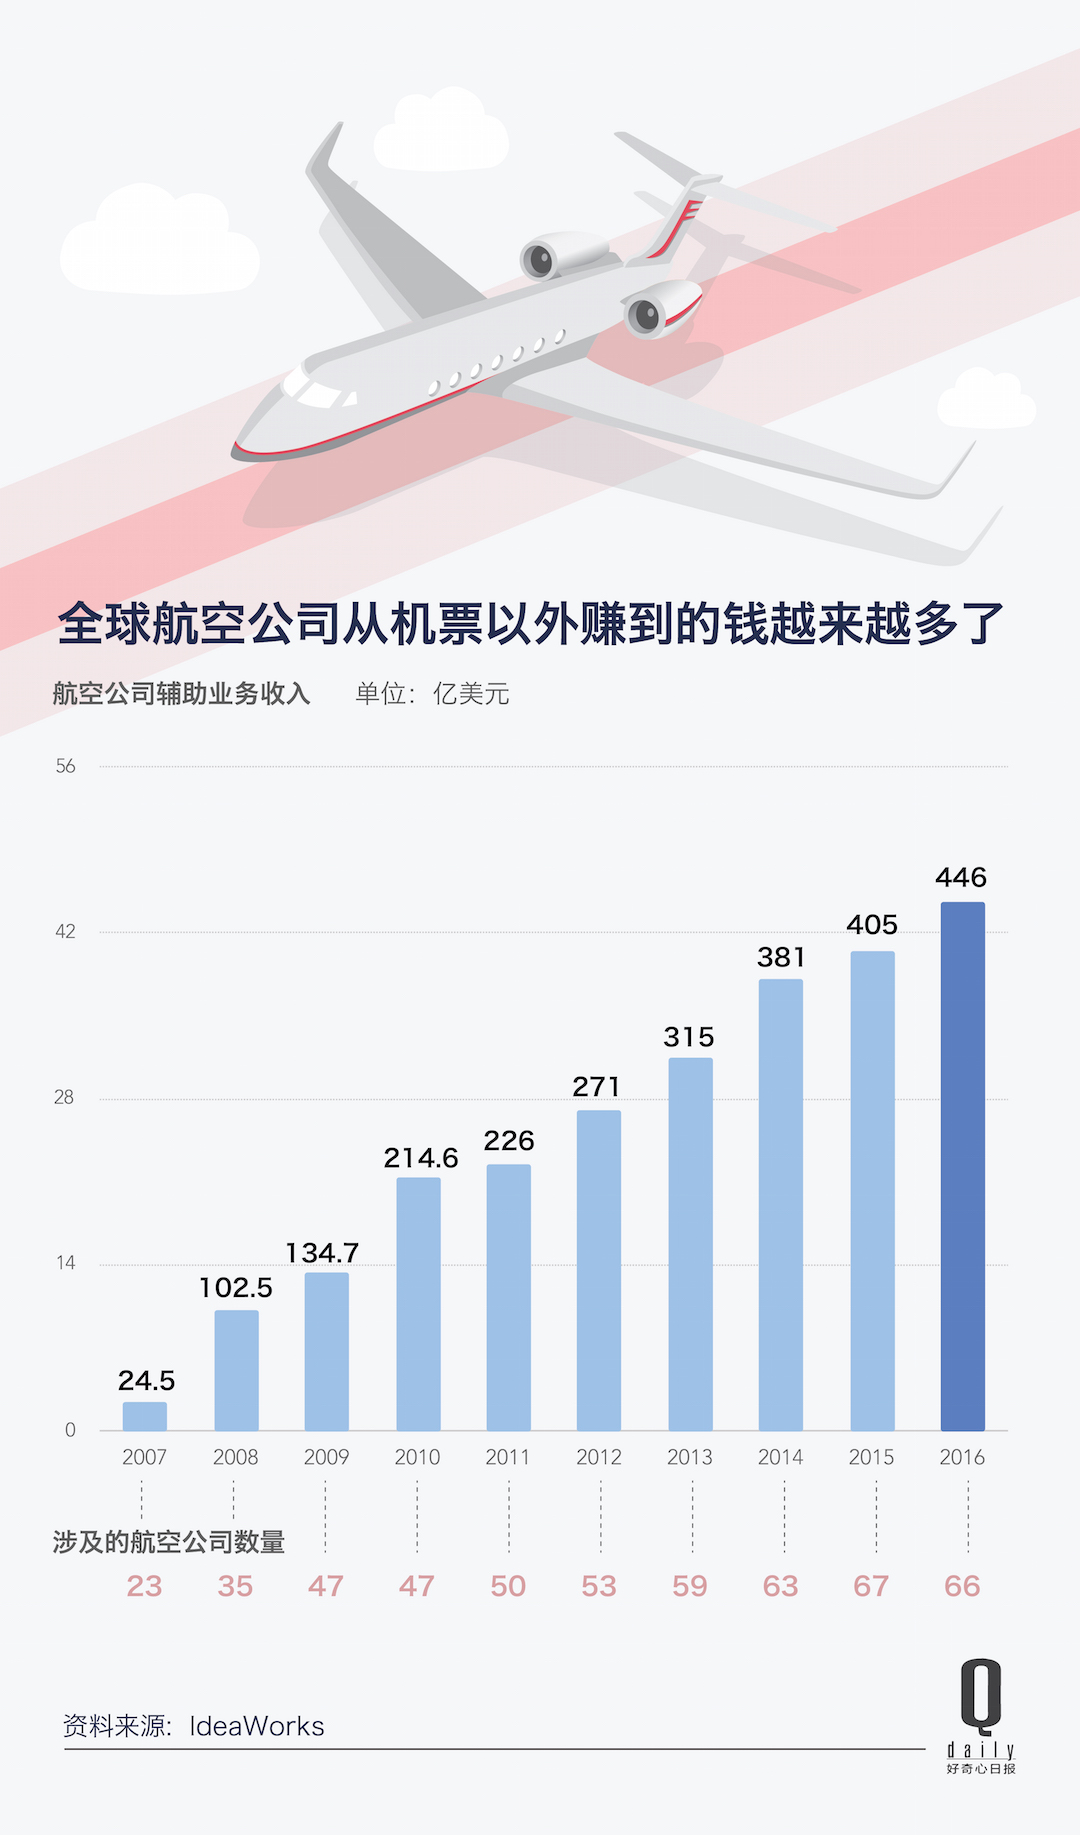 全球航空公司从机票以外赚到的钱越来越多了
航空公司辅助业务收入 单位：亿美元
56
42
28
14
0
24.5
102.5
134.7
214.6
226
271
315
381
405
446
2007 2008 2009 2010 2011 2012 2013 2014 2015 2016
涉及的航空公司数量
23 35 47 47 50 53 59 63 67 66
资料来源：IdeaWorks
Q
daily
好奇心日报